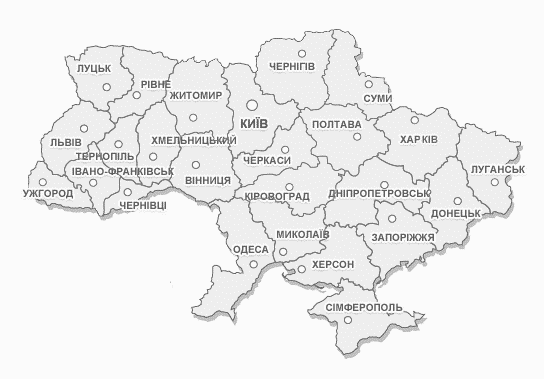 ЧЕРНІГІВ
ЛУЦЬК
РІВНЕ
ЖИТОМИР
СУМИ
КИЇВ
ПОЛТАВА
ХАРКІВ
ЛЬВІВ
ХМЕЛЬНИЦЬКИЙ
ТЕРНОПІЛЬ
ЧЕРКАСИ
ІВАНО-ФРАНКІВСЬК
ЛУГАНСЬК
ВІННИЦЯ
УЖГОРОД
КІРОВОГРАД
ДНІПРОПЕТРОВСЬК
ЧЕРНІВЦІ
ДОНЕЦЬК
МИКОЛАЇВ
ЗАПОРІЖЖЯ
ОДЕСА
ХЕРСОН
СІМФЕРОПОЛЬ